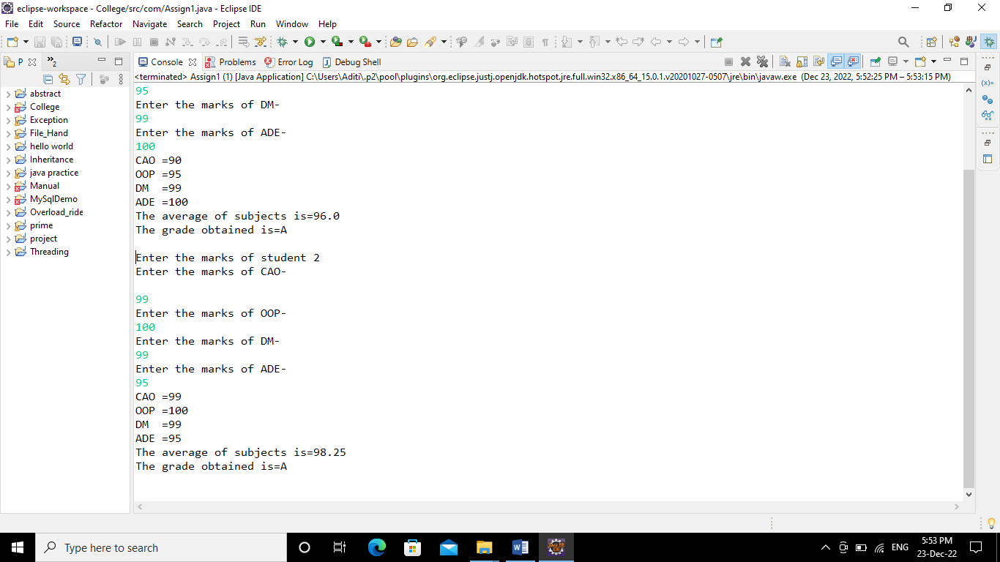 eclipse-workspace - College/src/com/Assign1.java - Eclipse IDE
File Edit Source Refactor Navigate Search Project Run Window Help
P
2
Console Problems Error Log Debug Shell
<terminated> Assign1 (1) [Java Application] C:\Users\Aditi\.p2\pool\plugins\org.eclipse.justj.openjdk.hotspot.jre.full.win32.x86_64_15.0.1.v20201027-0507\jre\bin\javaw.exe (Dec 23, 2022, 5:52:25 PM – 5:53:15 PM)
abstract
College
Exception
File_Hand
hello world
Inheritance
java practice
Manual
MySqlDemo
Overload_ride
prime
project
Threading
95
Enter the marks of DM-
99
Enter the marks of ADE-
100
CAO =90
OOP =95
DM  =99
ADE =100
The average of subjects is=96.0
The grade obtained is=A
Enter the marks of student 2
Enter the marks of CAO-
99
Enter the marks of OOP-
100
Enter the marks of DM-
99
Enter the marks of ADE-
95
CAO =99
OOP =100
DM  =99
ADE =95
The average of subjects is=98.25
The grade obtained is=A
(x)=
Type here to search
Java EE IDE
ENG
5:53 PM
23-Dec-22